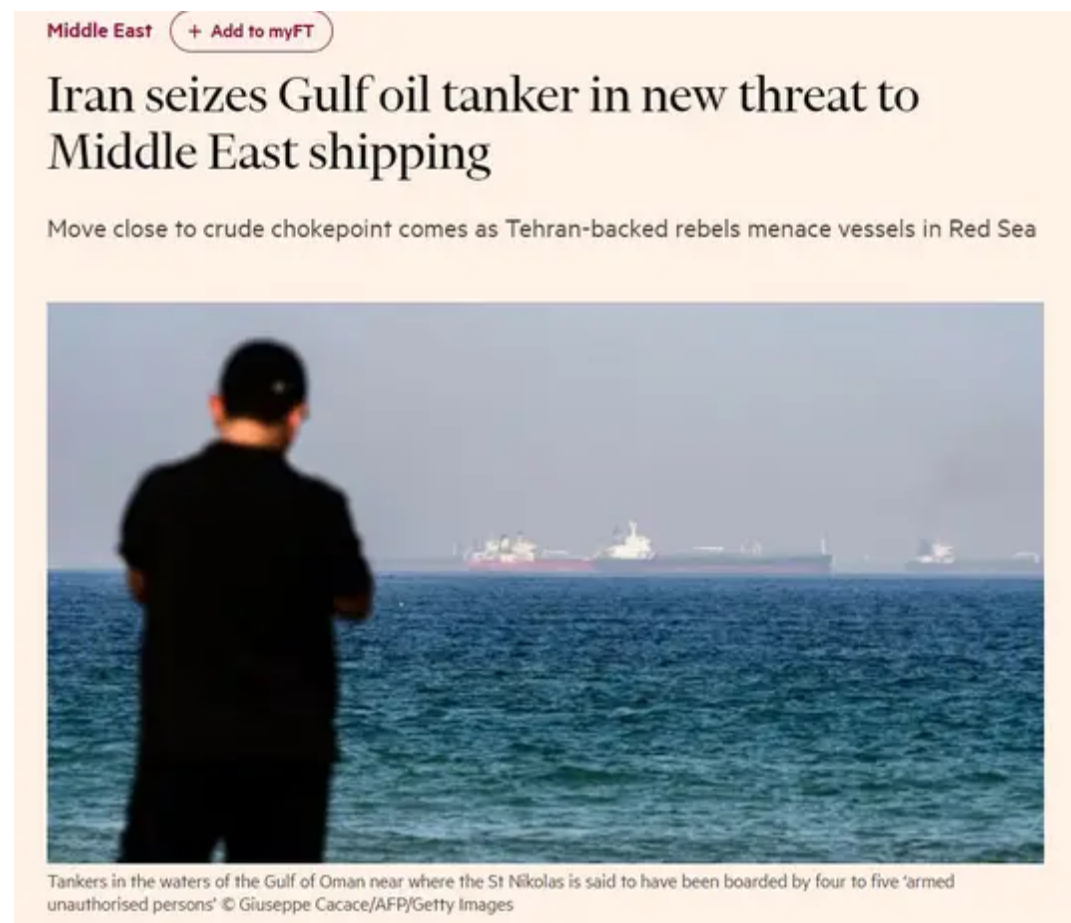 Middle East + Add to myFT
Iran seizes Gulf oil tanker in new threat to
Middle East shipping
Move close to crude chokepoint comes as Tehran-backed rebels menace vessels in Red Sea
Tankers in the waters of the Gulf of Oman near where the St Nikolas is said to have been boarded by four to five ‘armed
unauthorised persons’ © Giuseppe Cacace/AFP/Getty Images